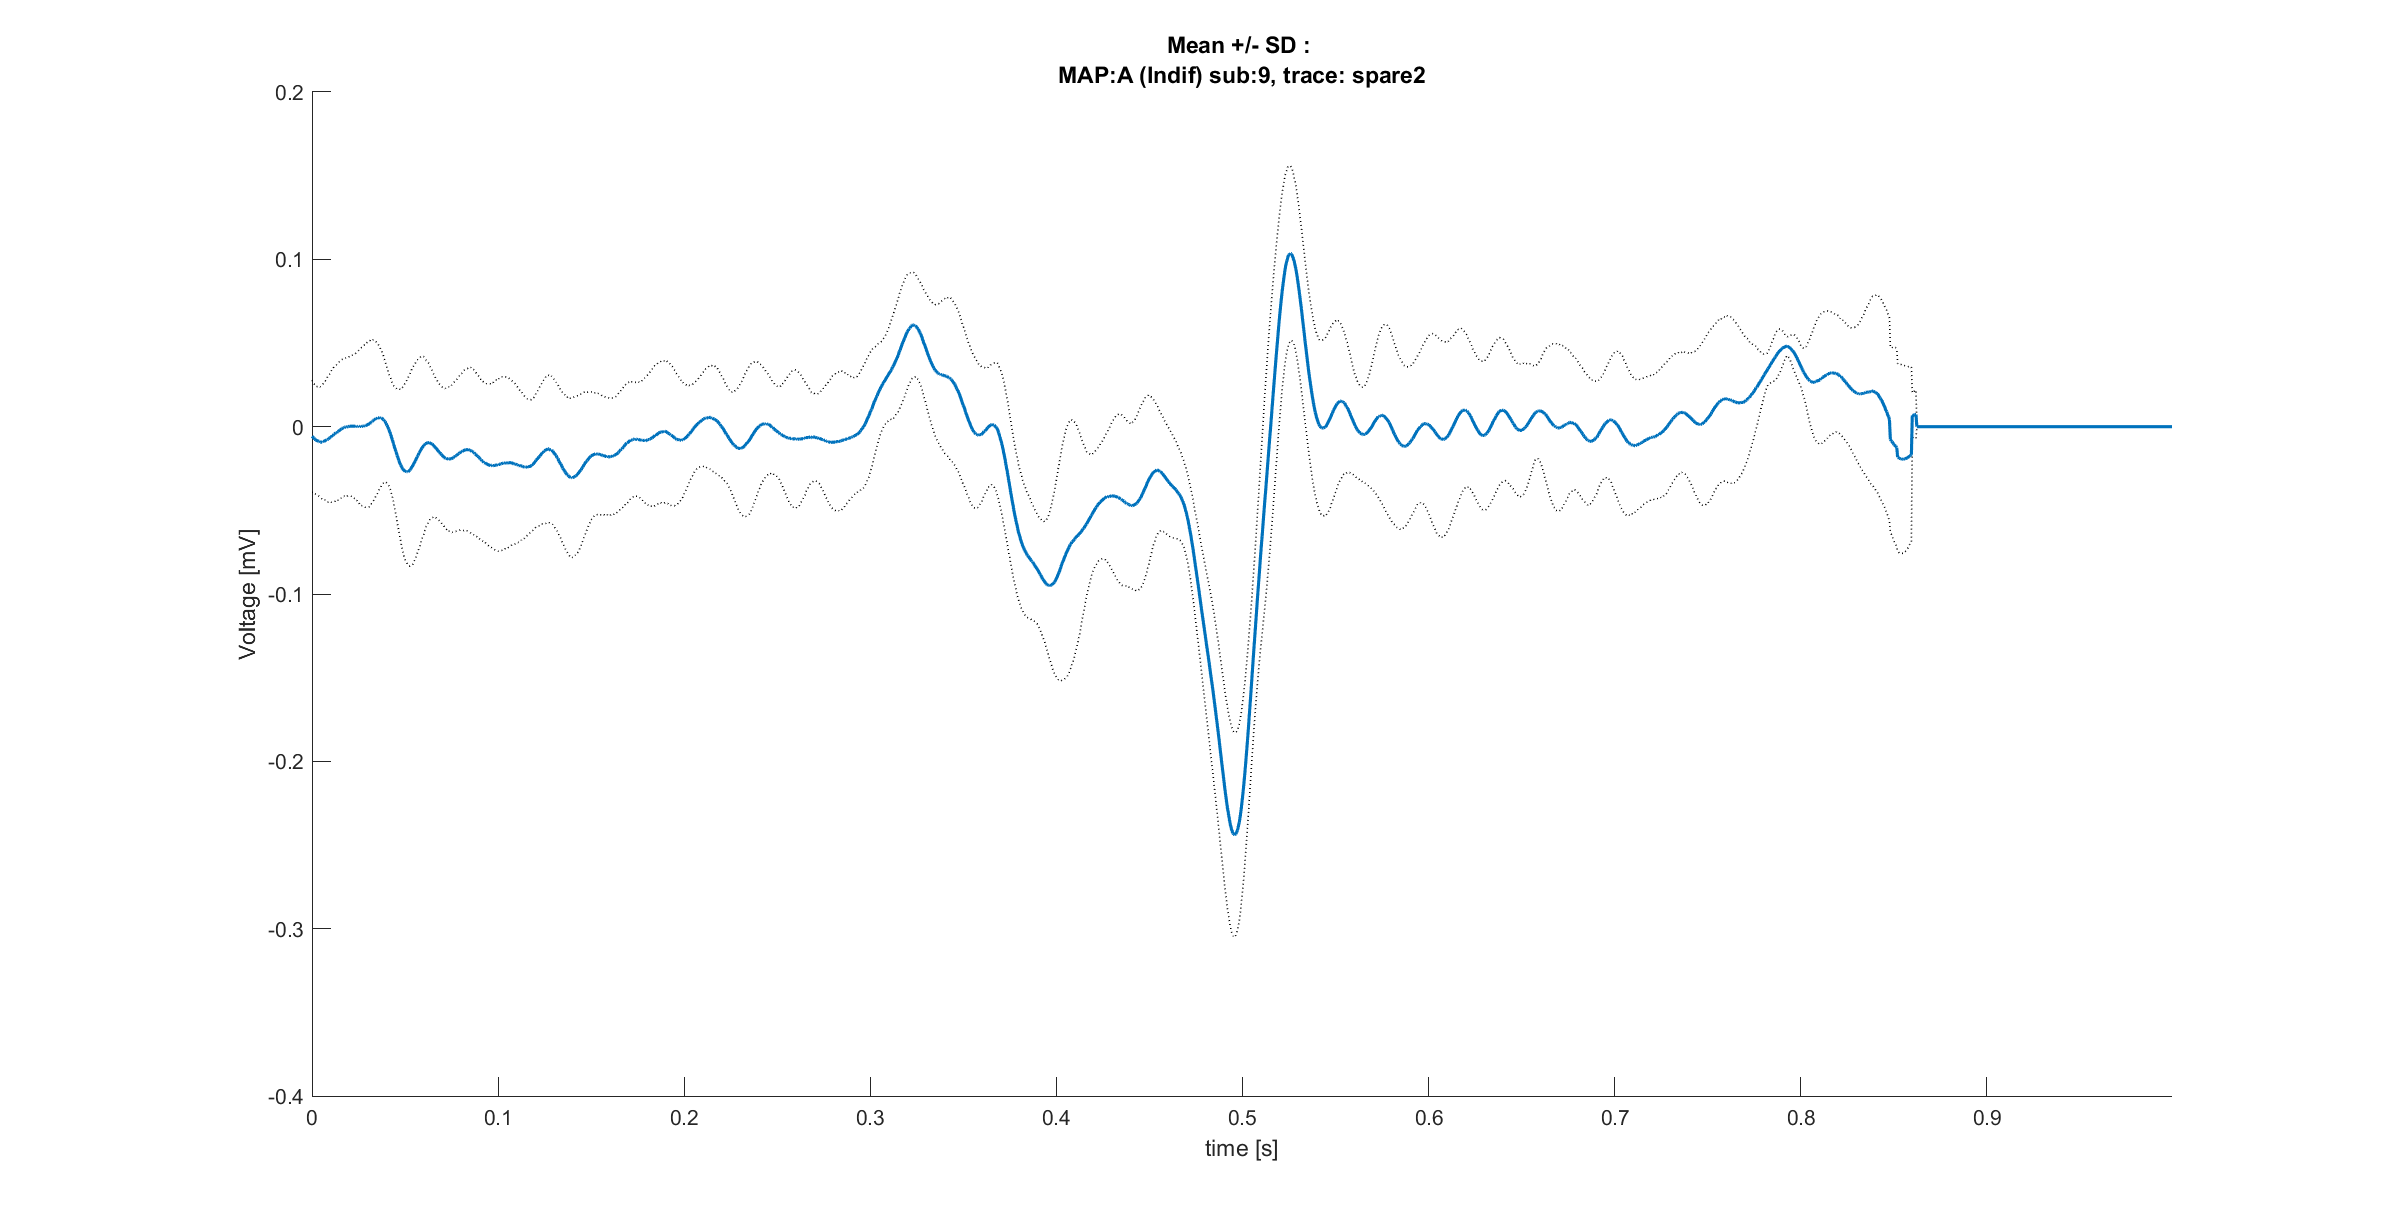 Mean +/- SD :
MAP:A (Indif) sub:9, trace: spare2
0.2
0.1
0
-0.1
-0.2
-0.3
-0.4
Voltage [mV]
0 0.1 0.2 0.3 0.4 0.5 0.6 0.7 0.8 0.9
time [s]